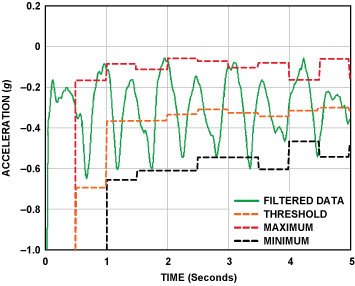 0.2
0
–0.2
–0.4
–0.6
–0.8
–1.0
ACCELERATION (g)
FILTERED DATA
THRESHOLD
MAXIMUM
MINIMUM
0 1 2 3 4 5
TIME (Seconds)